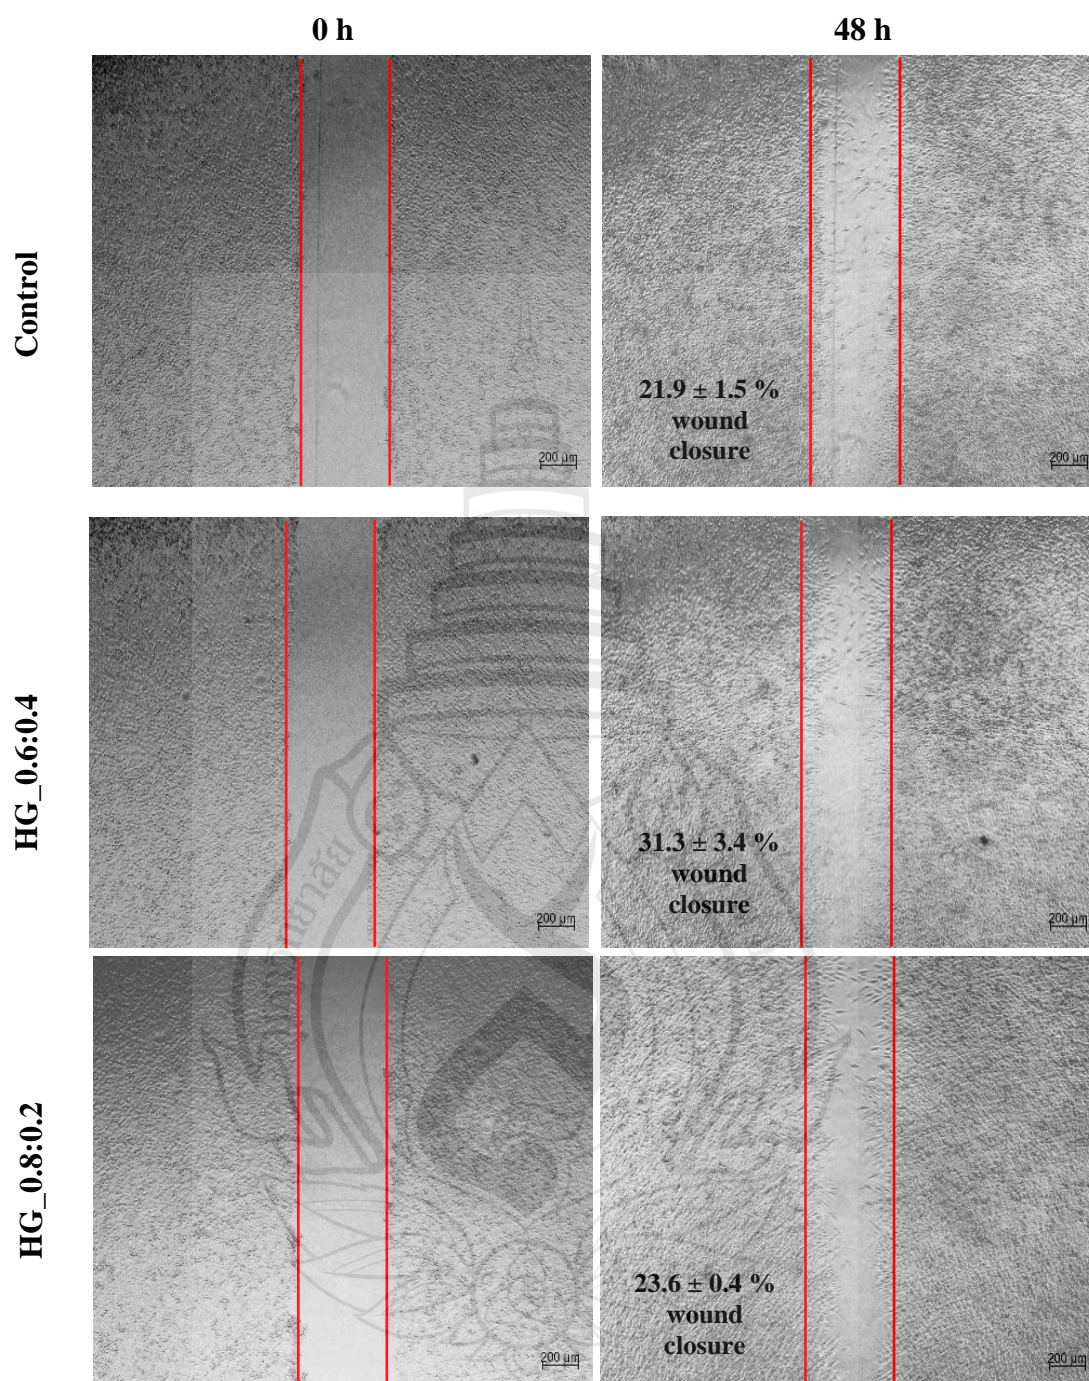 0 h
48 h
Control
21.9 ± 1.5 %
wound
closure
200 µm
200 µm
HG_0.6:0.4
31.3 ± 3.4 %
wound
closure
200 µm
200 µm
HG_0.8:0.2
23.6 ± 0.4 %
wound
closure
200 µm
200 µm